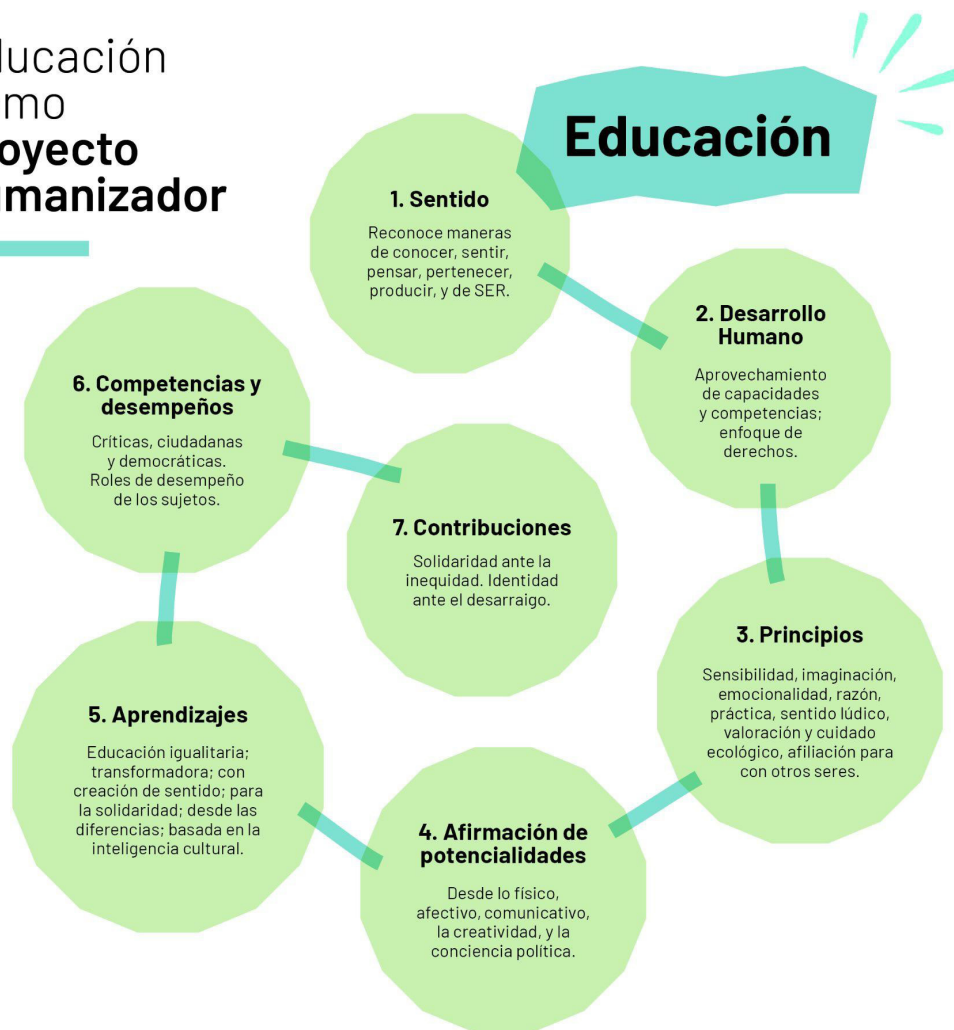 ducación
mo
oyecto
umanizador
Educación
1. Sentido
Reconoce maneras
de conocer, sentir,
pensar, pertenecer,
producir, y de SER.
2. Desarrollo
Humano
Aprovechamiento
de capacidades
y competencias;
enfoque de
derechos.
3. Principios
Sensibilidad, imaginación,
emocionalidad, razón,
práctica, sentido lúdico,
valoración y cuidado
ecológico, afiliación para
con otros seres.
4. Afirmación de
potencialidades
Desde lo físico,
afectivo, comunicativo,
la creatividad, y la
conciencia política.
5. Aprendizajes
Educación igualitaria;
transformadora; con
creación de sentido; para
la solidaridad; desde las
diferencias; basada en la
inteligencia cultural.
6. Competencias y
desempeños
Críticas, ciudadanas
y democráticas.
Roles de desempeño
de los sujetos.
7. Contribuciones
Solidaridad ante la
inequidad. Identidad
ante el desarraigo.